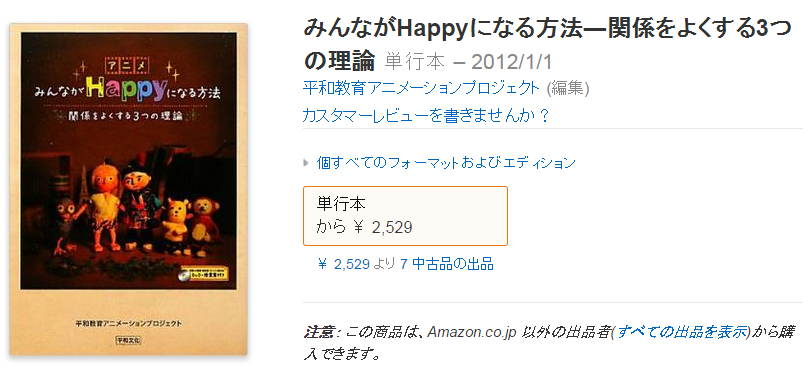 アニメ
みんながHappyになる方法
関係をよくする3つの理論
平和教育アニメーションプロジェクト
平和文化
みんながHappyになる方法―関係をよくする3つ
の理論 単行本 – 2012/1/1
平和教育アニメーションプロジェクト (編集)
カスタマーレビューを書きませんか？
個すべてのフォーマットおよびエディション
単行本
から ￥ 2,529
￥ 2,529 より 7 中古品の出品
注意： この商品は、Amazon.co.jp 以外の出品者(すべての出品を表示)から購
入できます。